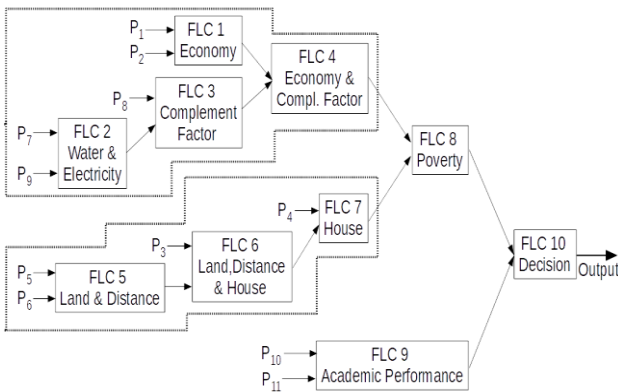 P1
P2
FLC 1
Economy
FLC 4
Economy &
Compl. Factor
P8
FLC 3
Complement
Factor
P7
P9
FLC 2
Water &
Electricity
FLC 8
Poverty
P4
FLC 7
House
P3
FLC 6
Land,Distance
& House
P5
P6
FLC 5
Land & Distance
FLC 10
Decision
Output
P10
P11
FLC 9
Academic Performance